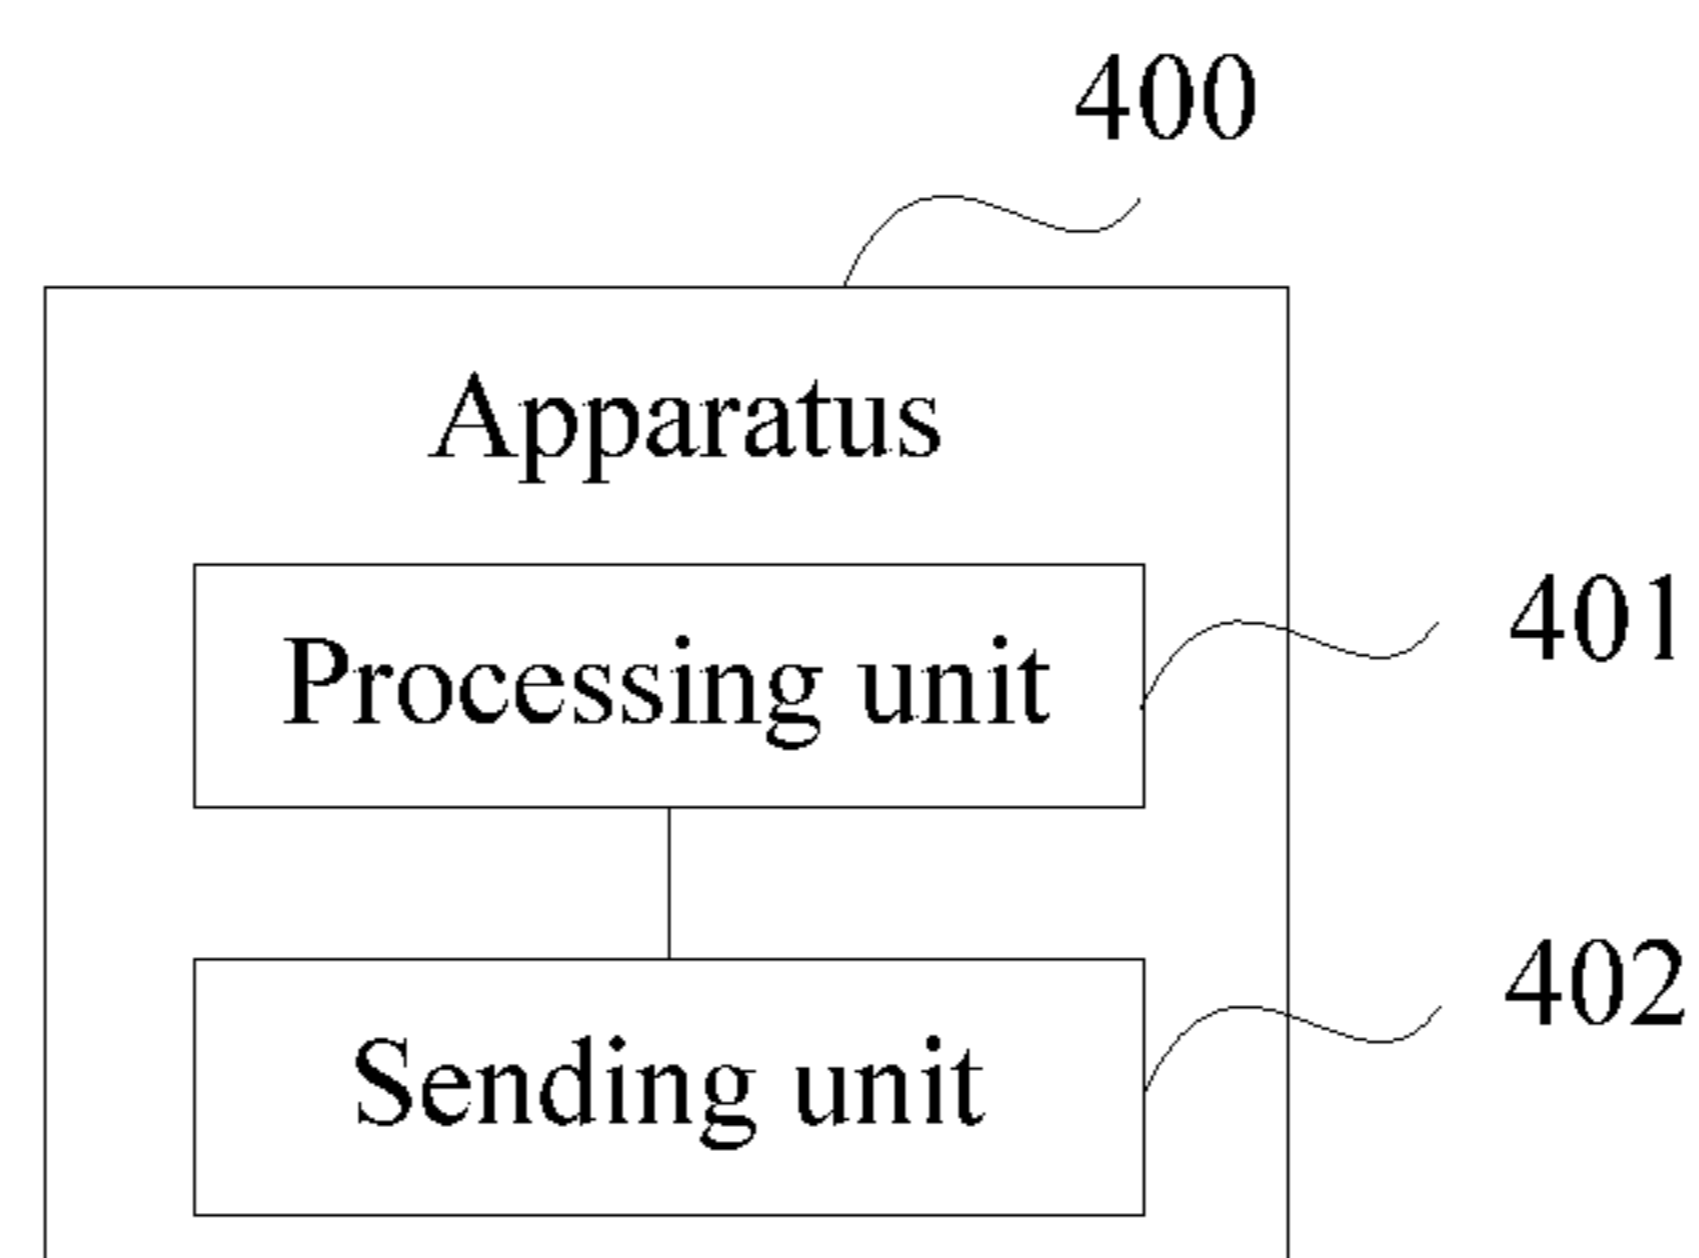 400
Apparatus
Processing unit
401
Sending unit
402